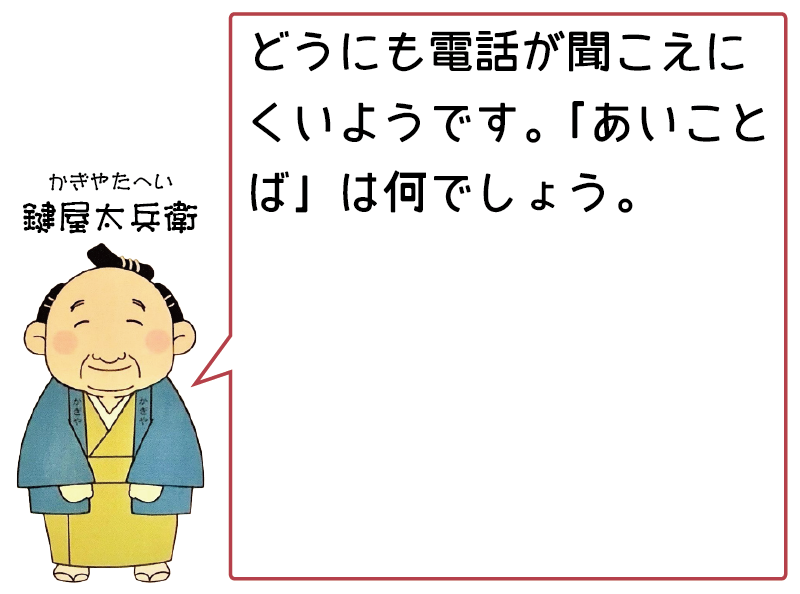 どうにも電話が聞こえに
くいようです。「あいこと
ば」は何でしょう。
かぎやたへい
鍵屋太兵衛
かぎや
かぎや